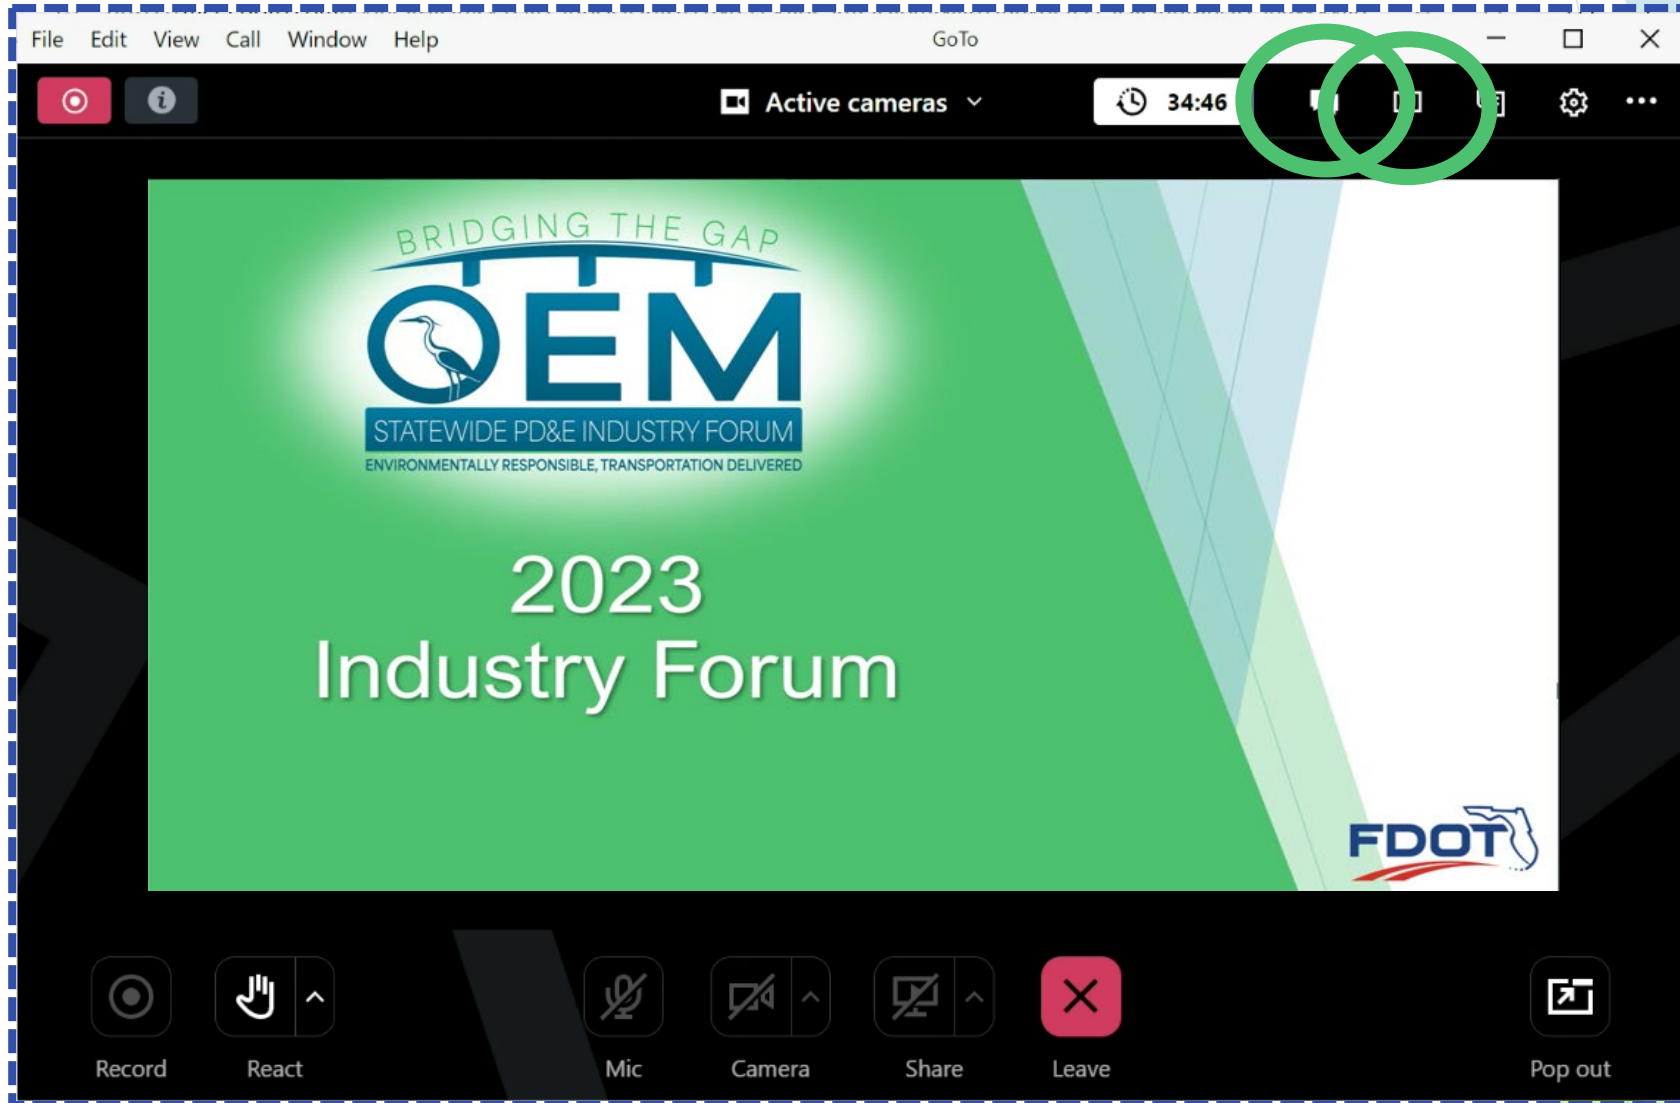 File Edit View Call Window Help GoTo
Active cameras 34:46
BRIDGING THE GAP
OEM
STATEWIDE PD&E INDUSTRY FORUM
ENVIRONMENTALLY RESPONSIBLE, TRANSPORTATION DELIVERED
2023
Industry Forum
FDOT
Record React Mic Camera Share Leave Pop out